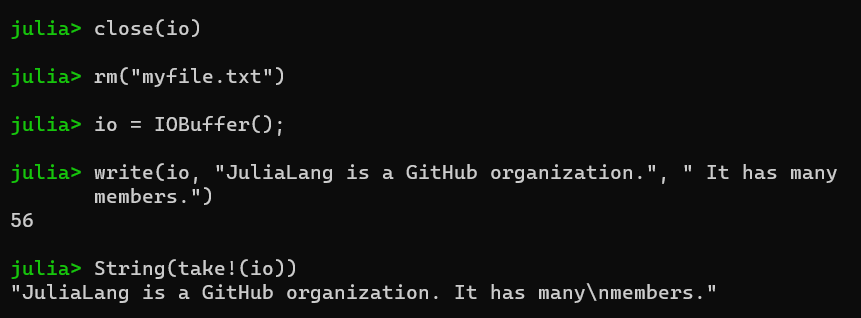 julia> close(io)
julia> rm("myfile.txt")
julia> io = IOBuffer();
julia> write(io, "JuliaLang is a GitHub organization.", " It has many
       members.")
56
julia> String(take!(io))
"JuliaLang is a GitHub organization. It has many\nmembers."